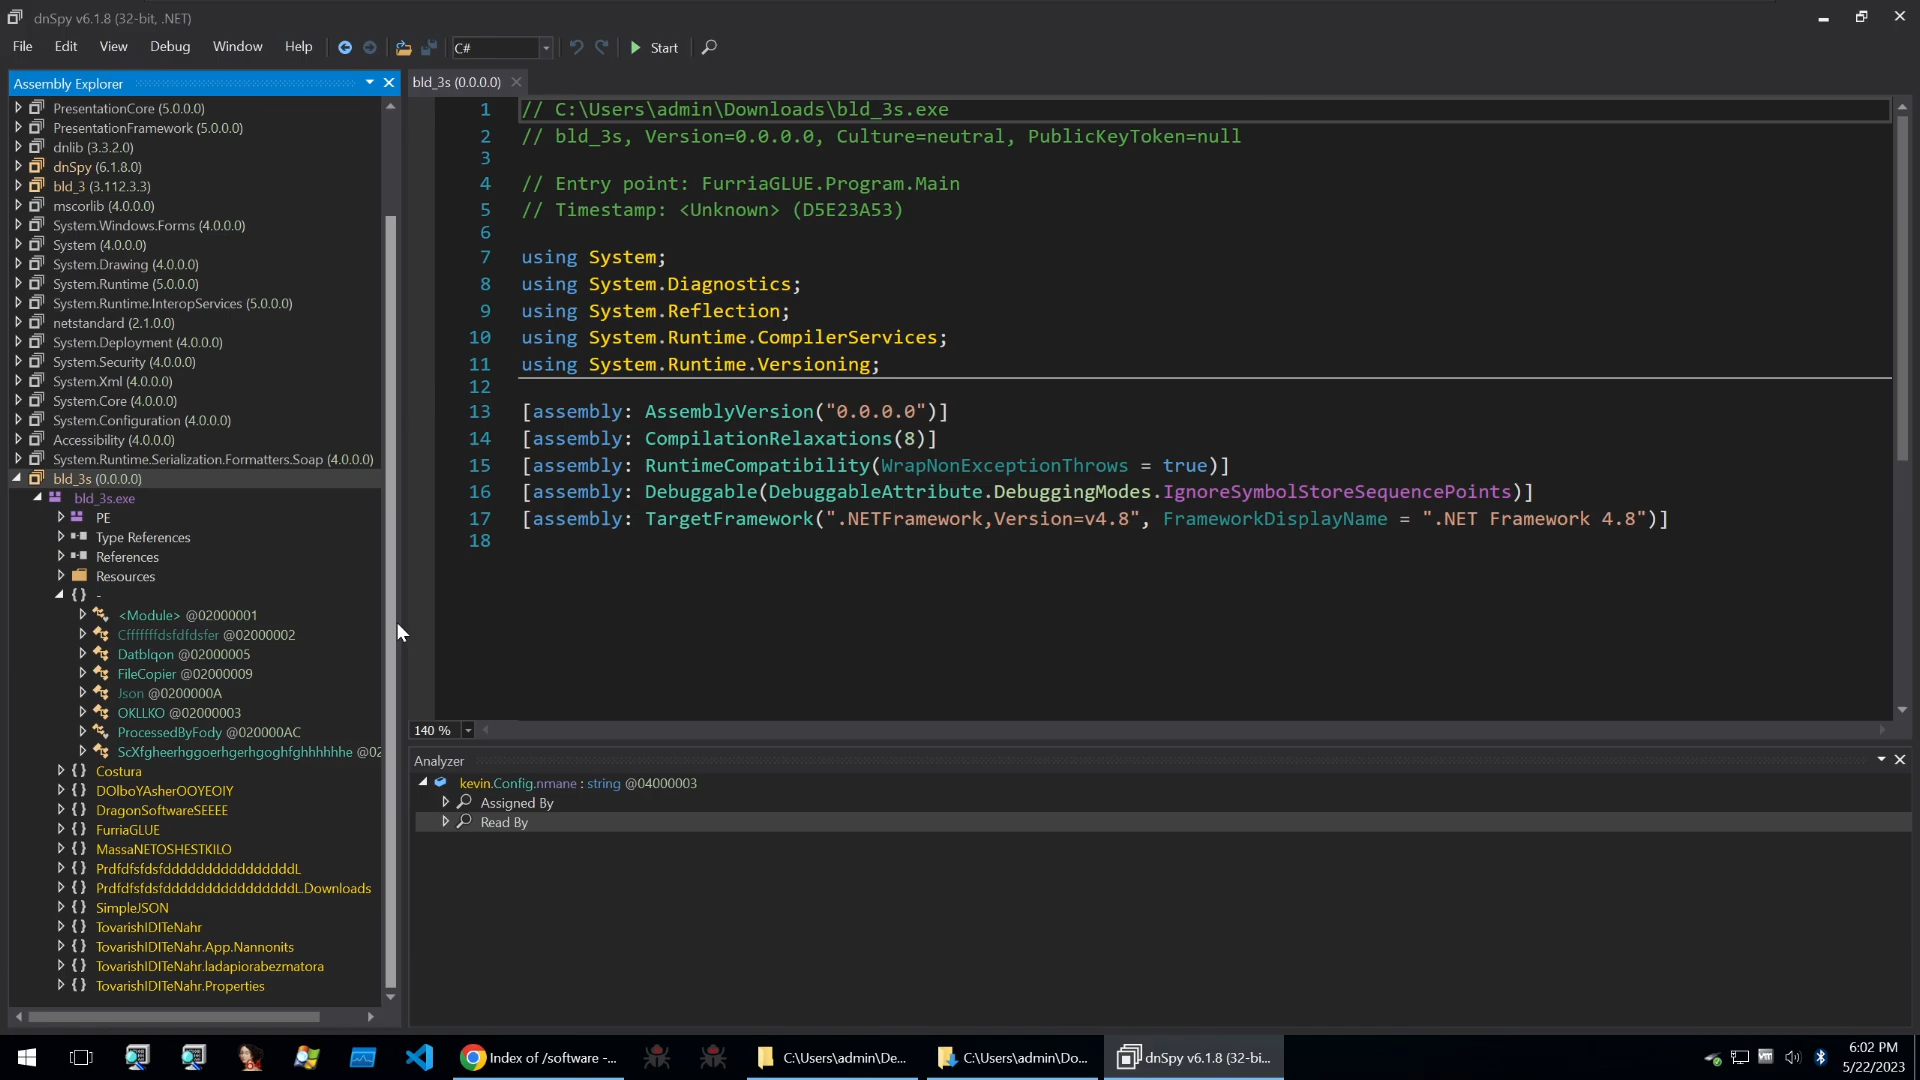 dnSpy v6.1.8 (32-bit, .NET)
File Edit View Debug Window Help C# Start
Assembly Explorer
PresentationCore (5.0.0.0)
PresentationFramework (5.0.0.0)
dnlib (3.3.2.0)
dnSpy (6.1.8.0)
bld_3 (3.112.3.3)
mscorlib (4.0.0.0)
System.Windows.Forms (4.0.0.0)
System (4.0.0.0)
System.Drawing (4.0.0.0)
System.Runtime (5.0.0.0)
System.Runtime.InteropServices (5.0.0.0)
netstandard (2.1.0.0)
System.Deployment (4.0.0.0)
System.Security (4.0.0.0)
System.Xml (4.0.0.0)
System.Core (4.0.0.0)
System.Configuration (4.0.0.0)
Accessibility (4.0.0.0)
System.Runtime.Serialization.Formatters.Soap (4.0.0.0)
bld_3s (0.0.0.0)
bld_3s.exe
PE
Type References
References
Resources
{ } -
<Module> @02000001
Cfffffffdsfdfdsfer @02000002
Datblqon @02000005
FileCopier @02000009
Json @0200000A
OKLLKO @02000003
ProcessedByFody @020000AC
ScXfgheerhggoerhgerhgoghfghhhhhhe @02
{ } Costura
{ } DOlboYAsherOOYEOIY
{ } DragonSoftwareSEEEE
{ } FurriaGLUE
{ } MassaNETOSHESTKILO
{ } PrdfdfsfdsfddddddddddddddddL
{ } PrdfdfsfdsfddddddddddddddddL.Downloads
{ } SimpleJSON
{ } TovarishIDITeNahr
{ } TovarishIDITeNahr.App.Nannonits
{ } TovarishIDITeNahr.ladapiorabezmatora
{ } TovarishIDITeNahr.Properties
bld_3s (0.0.0.0)
1 // C:\Users\admin\Downloads\bld_3s.exe
2 // bld_3s, Version=0.0.0.0, Culture=neutral, PublicKeyToken=null
3
4 // Entry point: FurriaGLUE.Program.Main
5 // Timestamp: <Unknown> (D5E23A53)
6
7 using System;
8 using System.Diagnostics;
9 using System.Reflection;
10 using System.Runtime.CompilerServices;
11 using System.Runtime.Versioning;
12
13 [assembly: AssemblyVersion("0.0.0.0")]
14 [assembly: CompilationRelaxations(8)]
15 [assembly: RuntimeCompatibility(WrapNonExceptionThrows = true)]
16 [assembly: Debuggable(DebuggableAttribute.DebuggingModes.IgnoreSymbolStoreSequencePoints)]
17 [assembly: TargetFramework(".NETFramework,Version=v4.8", FrameworkDisplayName = ".NET Framework 4.8")]
18
140 %
Analyzer
kevin.Config.nmane : string @04000003
Assigned By
Read By
Index of /software -...
C:\Users\admin\De...
C:\Users\admin\Do...
dnSpy v6.1.8 (32-bi...
6:02 PM
5/22/2023